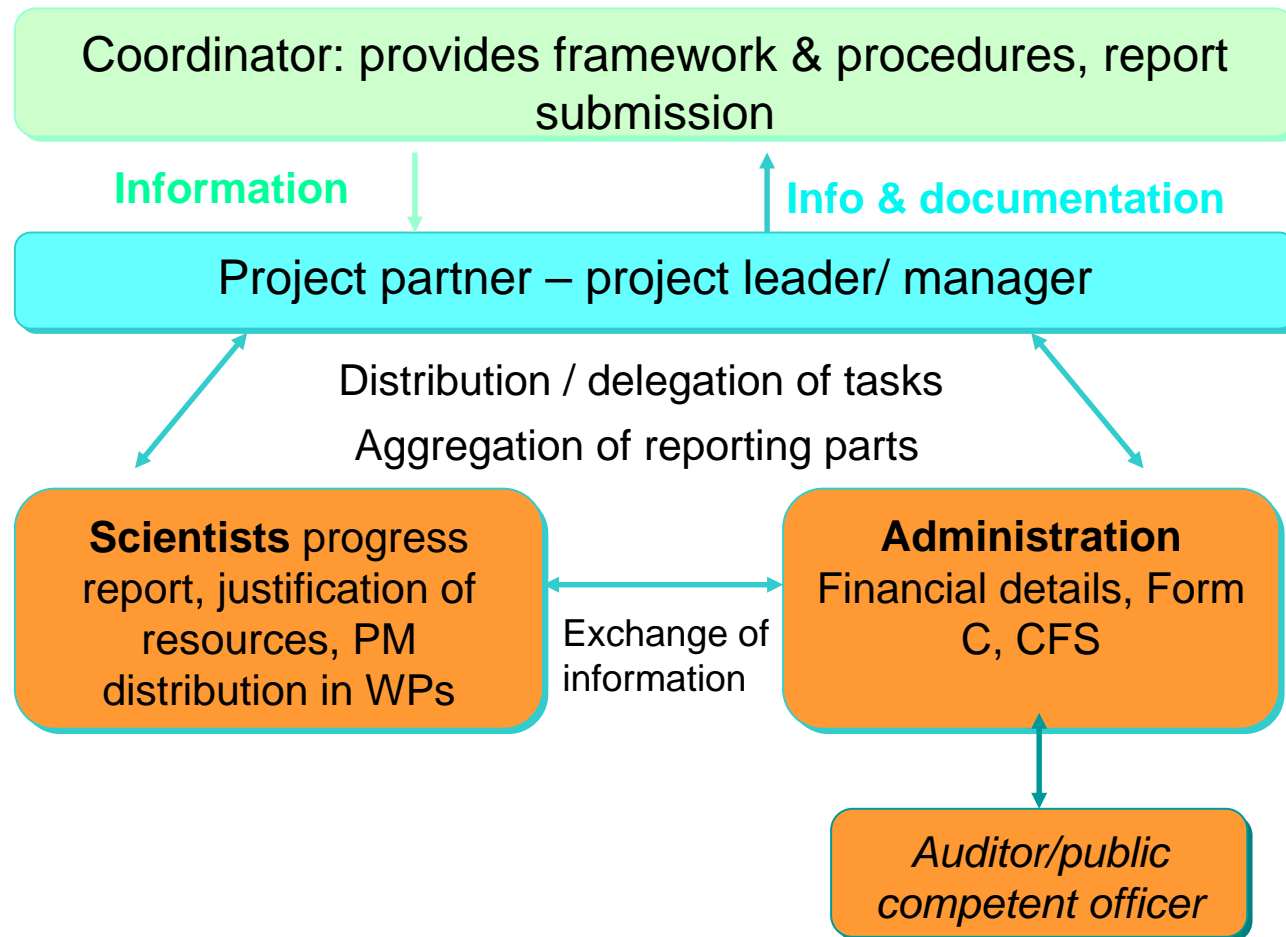 Coordinator: provides framework & procedures, report
submission
Information
Info & documentation
Project partner – project leader/ manager
Distribution / delegation of tasks
Aggregation of reporting parts
Scientists progress
report, justification of
resources, PM
distribution in WPs
Exchange of
information
Administration
Financial details, Form
C, CFS
Auditor/public
competent officer